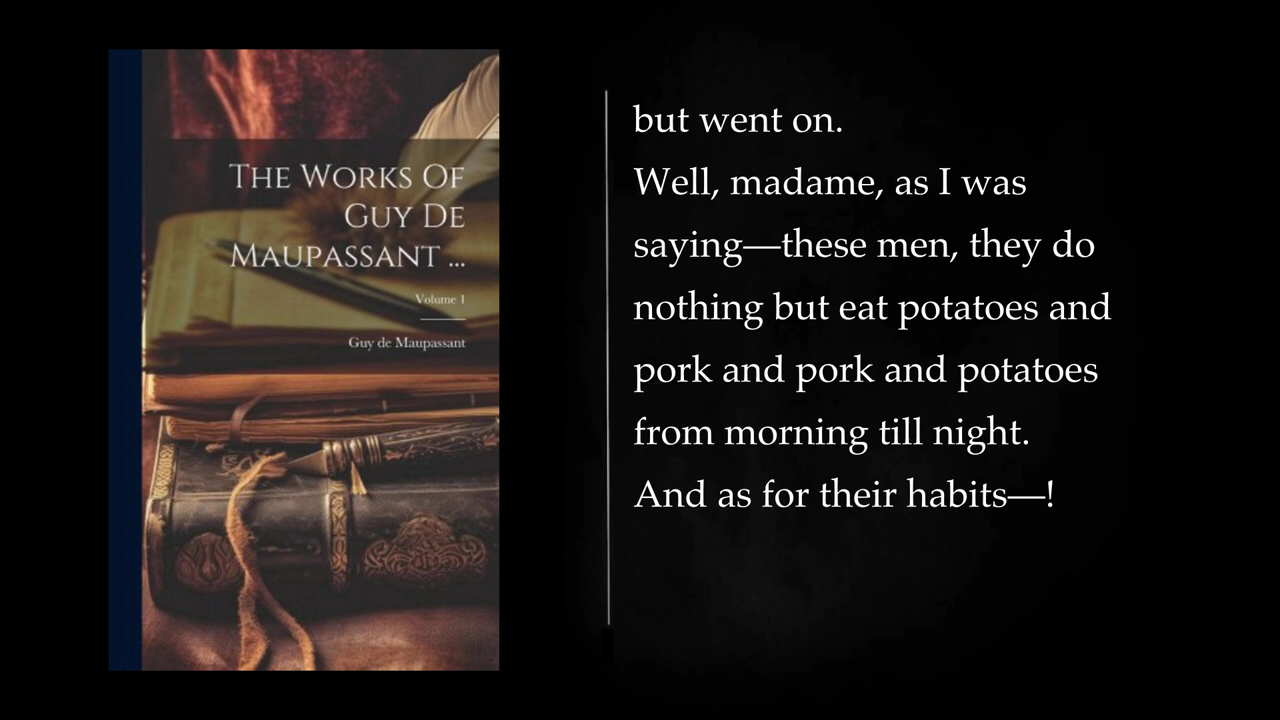 The Works Of
Guy De
Maupassant ...
Volume 1
Guy de Maupassant
but went on.
Well, madame, as I was
saying—these men, they do
nothing but eat potatoes and
pork and pork and potatoes
from morning till night.
And as for their habits—!